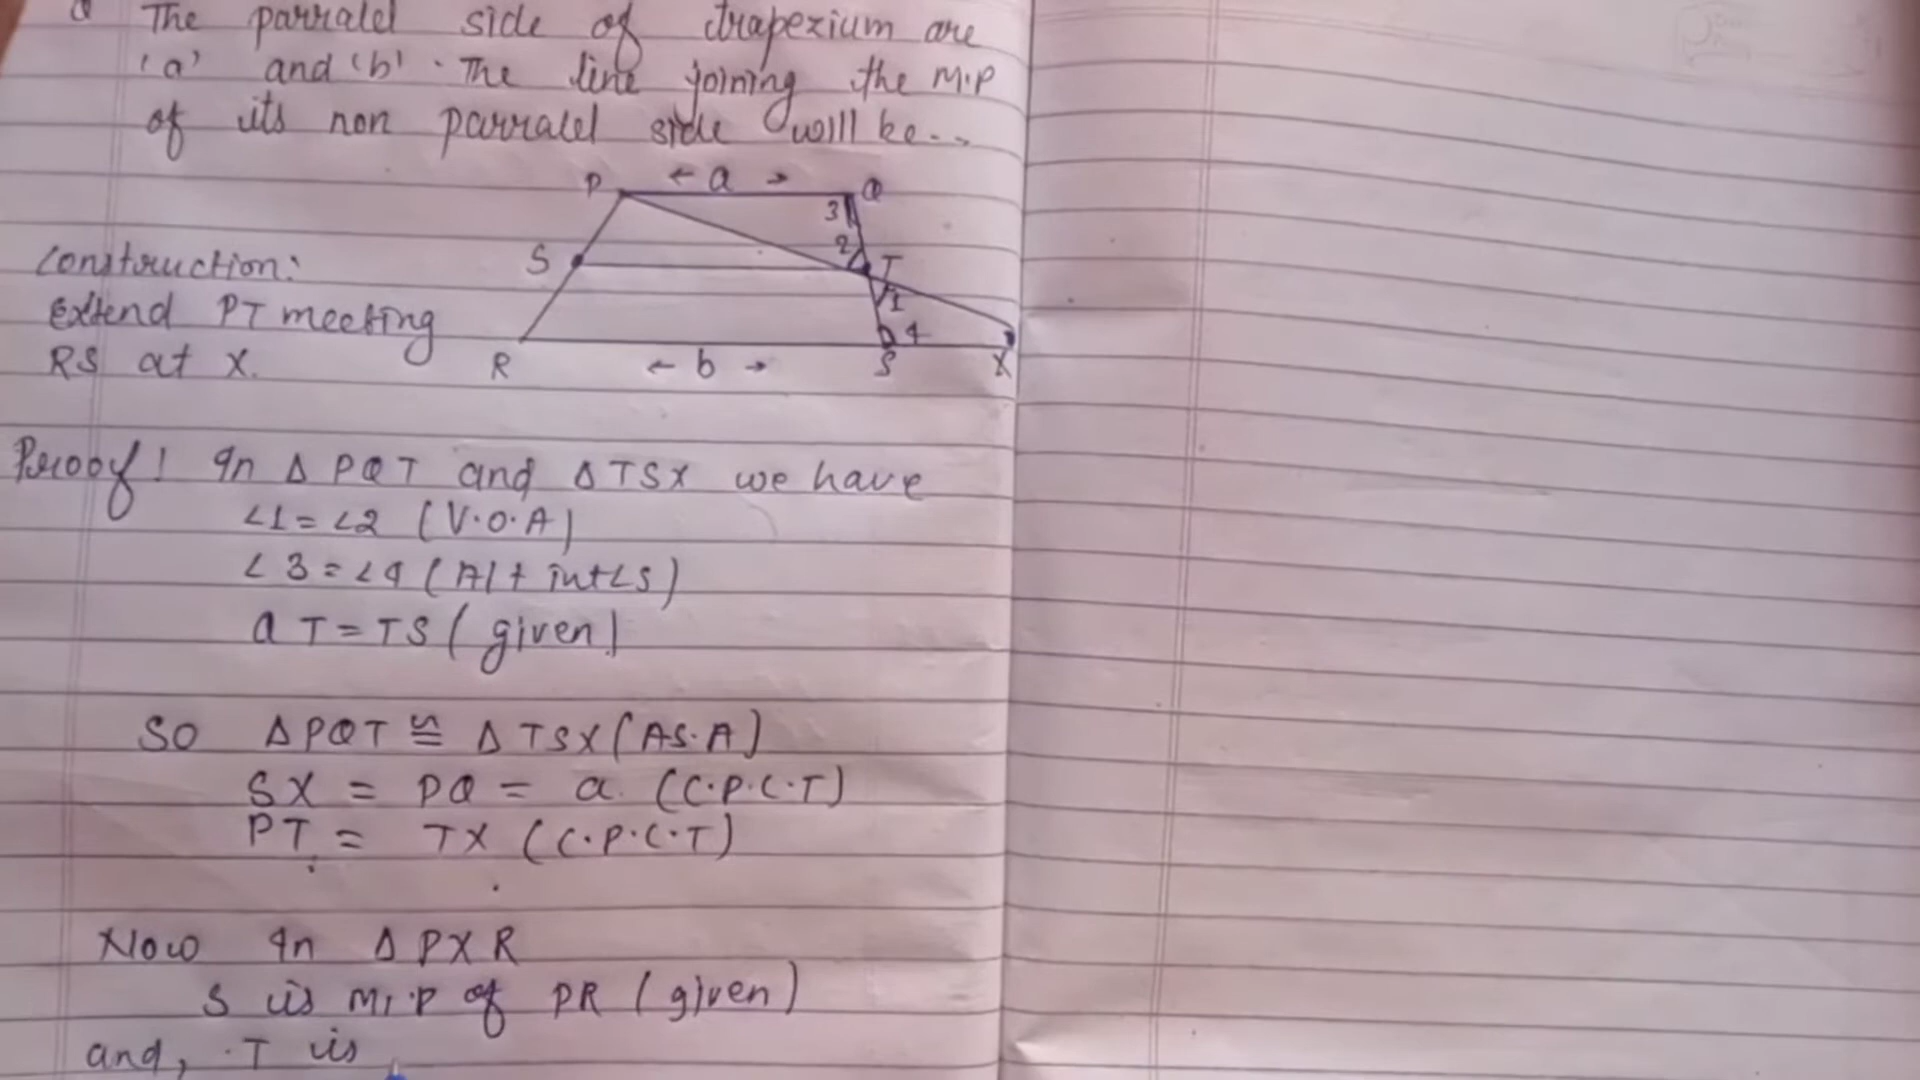 Q The parralel side of trapezium are
'a' and 'b'. The line joining the M.P
of its non parralel side will be...
P ← a → Q
3
2
S T
1
4
R ← b → S X
Construction:
Extend PT meeting
RS at X.
Proof! In Δ PQT and Δ TSX we have
∠1 = ∠2 (V.O.A)
∠3 = ∠4 (Alt int∠s)
QT = TS (given)
SO ΔPQT ≅ ΔTSX (AS.A)
SX = PQ = a. (C.P.C.T)
PT = TX (C.P.C.T)
Now In Δ PXR
S is M.P of PR (given)
and, T is